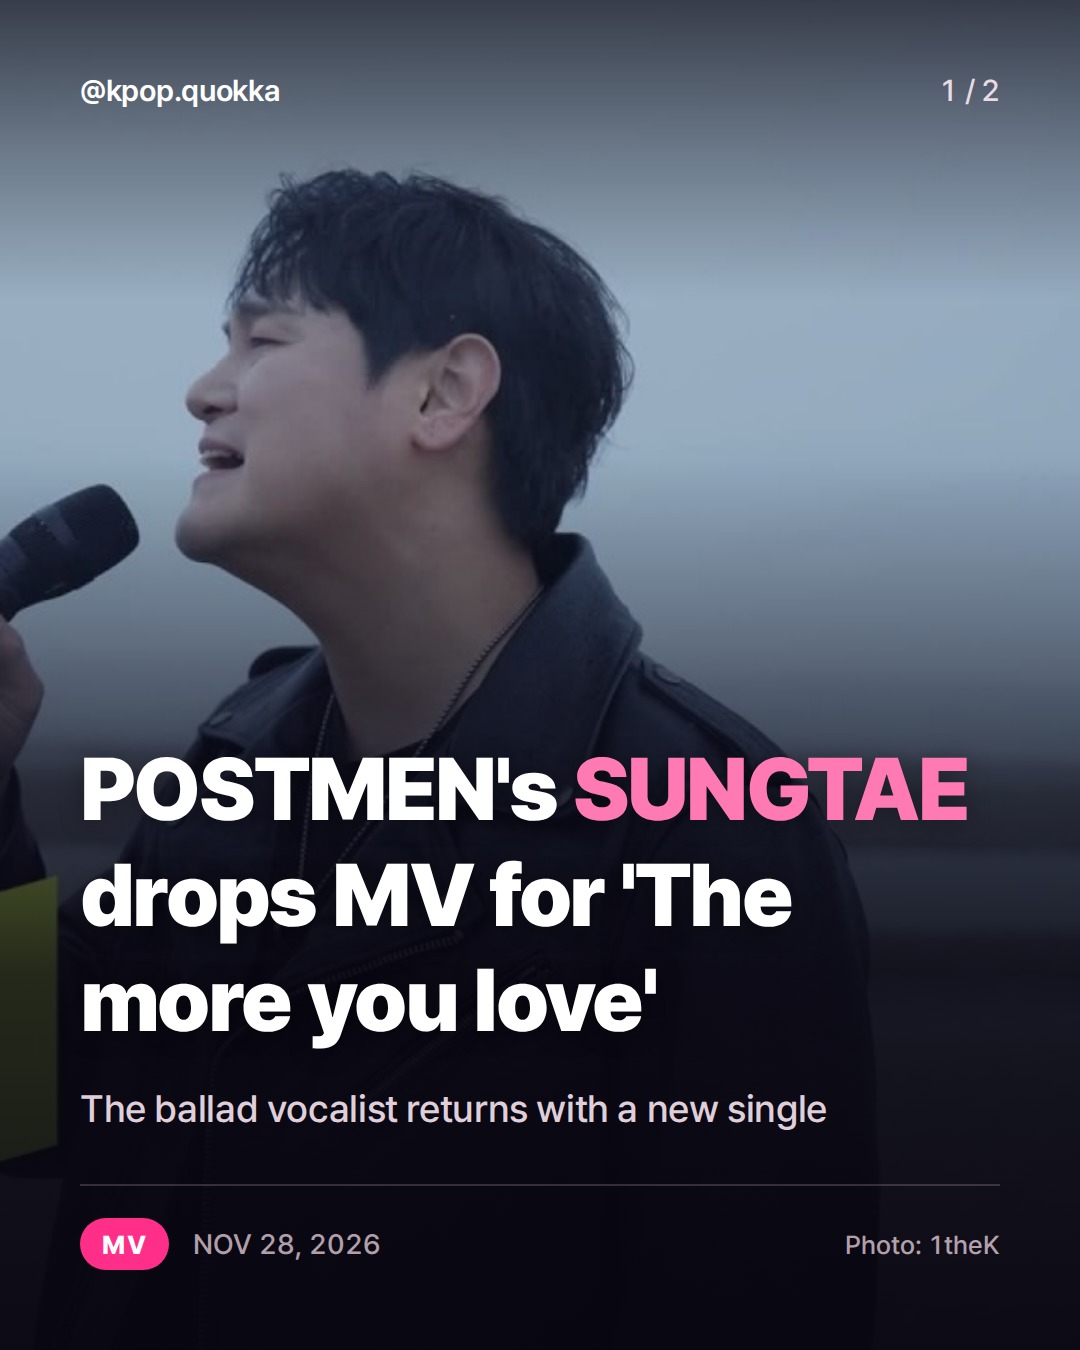 @kpop.quokka
1 / 2
POSTMEN's SUNGTAE
drops MV for 'The
more you love'
The ballad vocalist returns with a new single
MV
NOV 28, 2026
Photo: 1theK